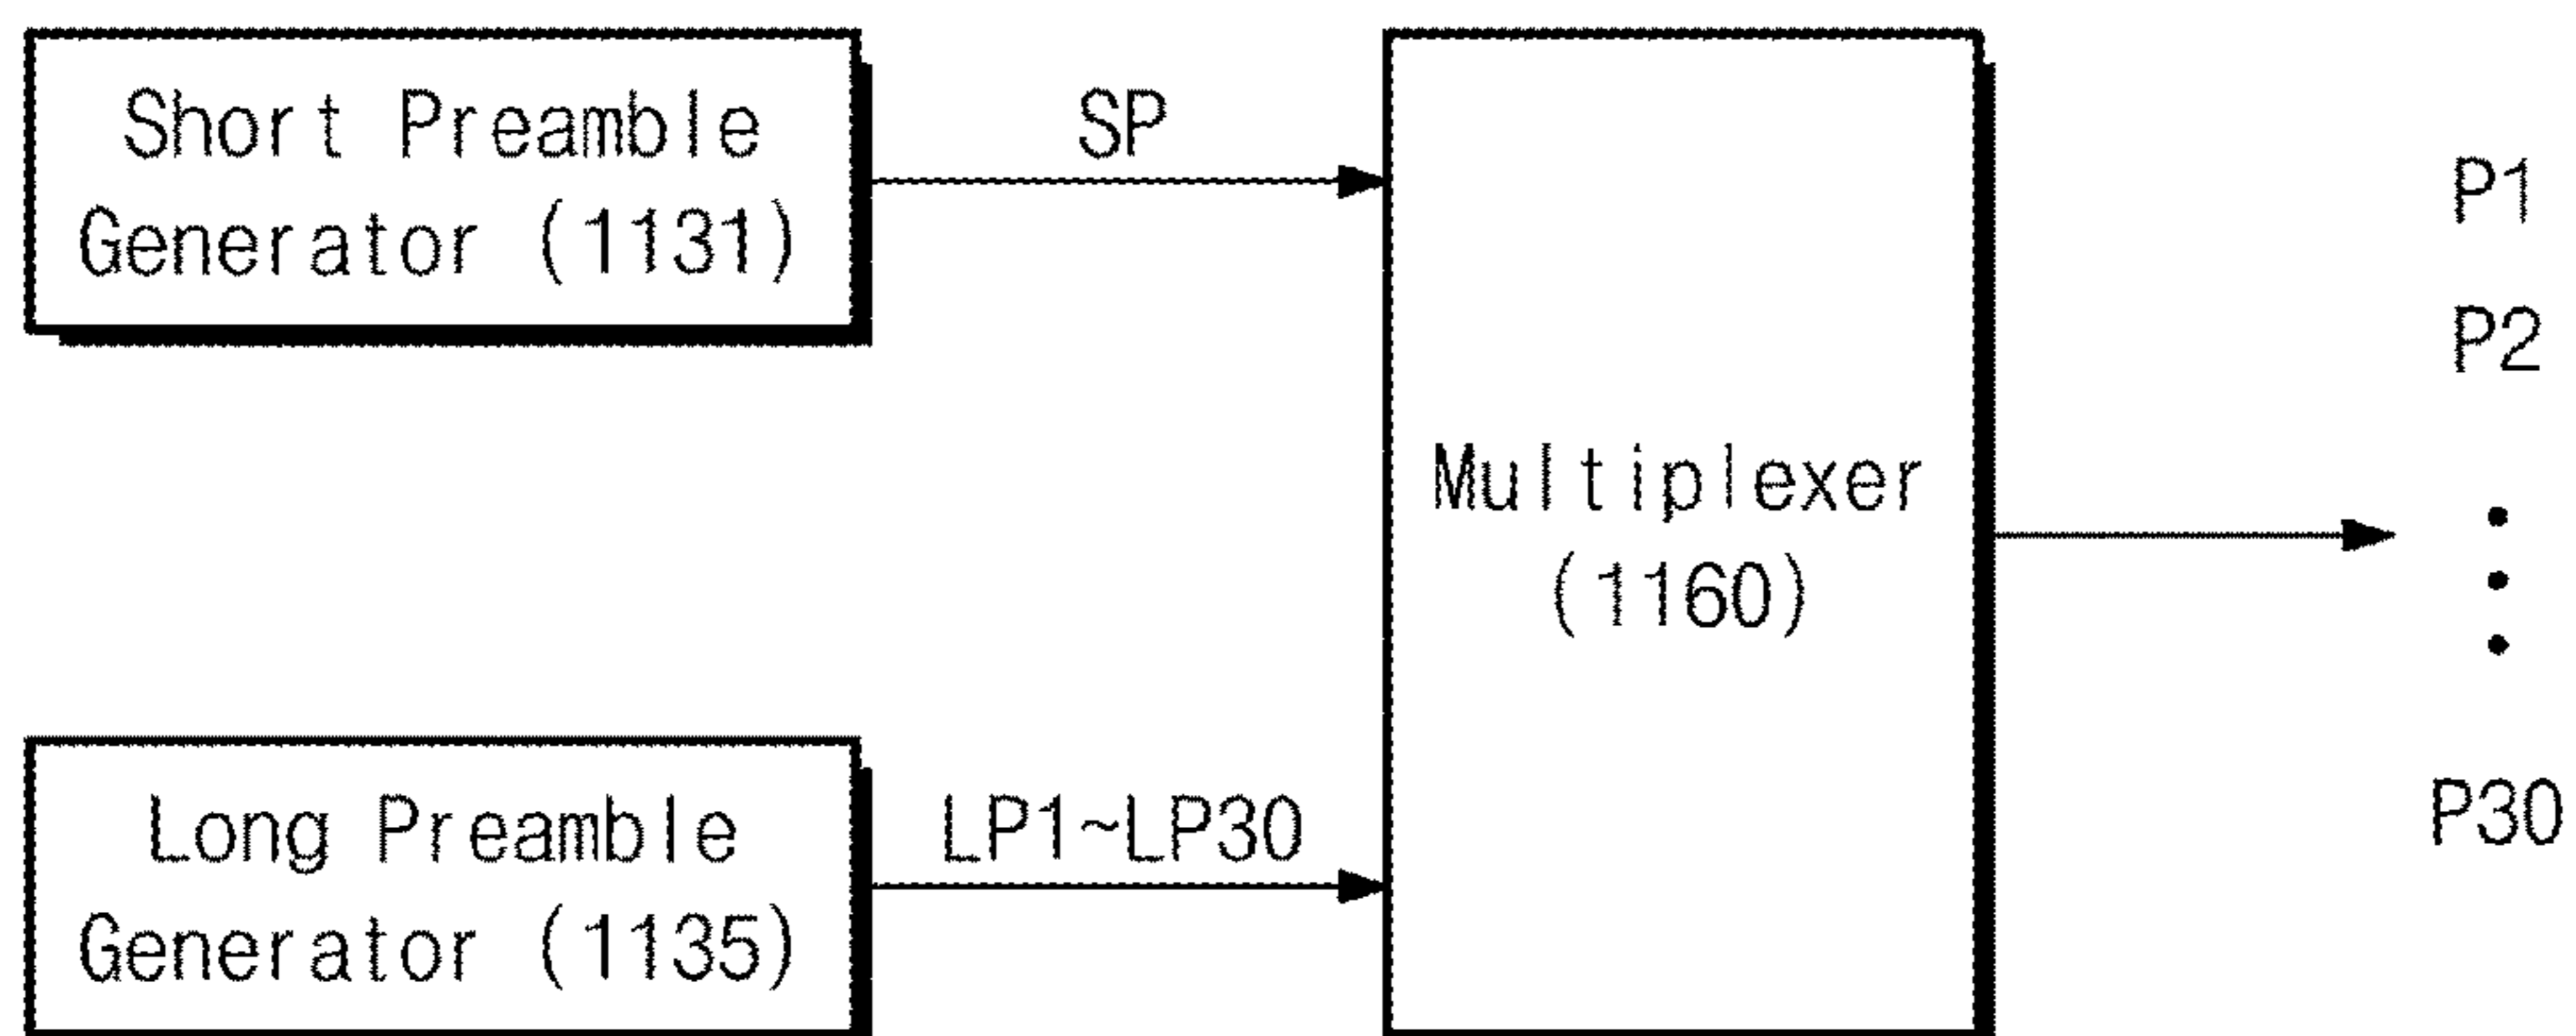 Short Preamble
Generator (1131)
SP
Multiplexer
(1160)
P1
P2
P30
Long Preamble
Generator (1135)
LP1~LP30